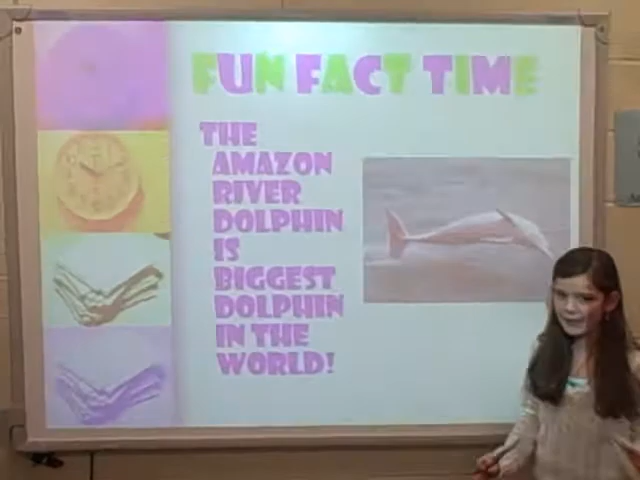 FUN FACT TIME
THE
AMAZON
RIVER
DOLPHIN
IS
BIGGEST
DOLPHIN
IN THE
WORLD!